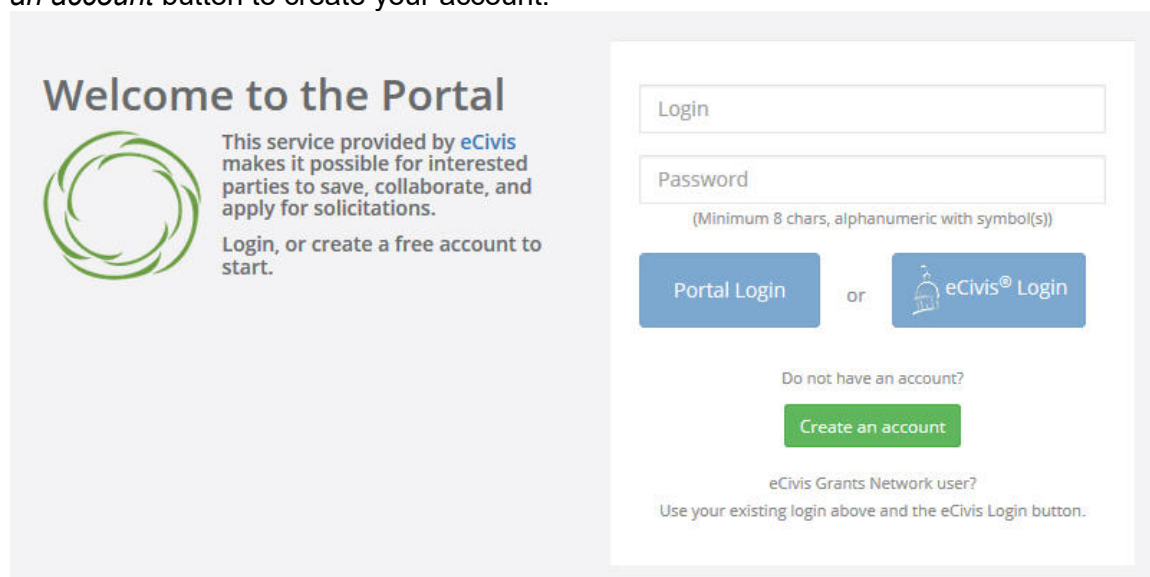 an account button to create your account.
Welcome to the Portal
This service provided by eCivis
makes it possible for interested
parties to save, collaborate, and
apply for solicitations.
Login, or create a free account to
start.
Login
Password
(Minimum 8 chars, alphanumeric with symbol(s))
Portal Login
or
eCivis® Login
Do not have an account?
Create an account
eCivis Grants Network user?
Use your existing login above and the eCivis Login button.